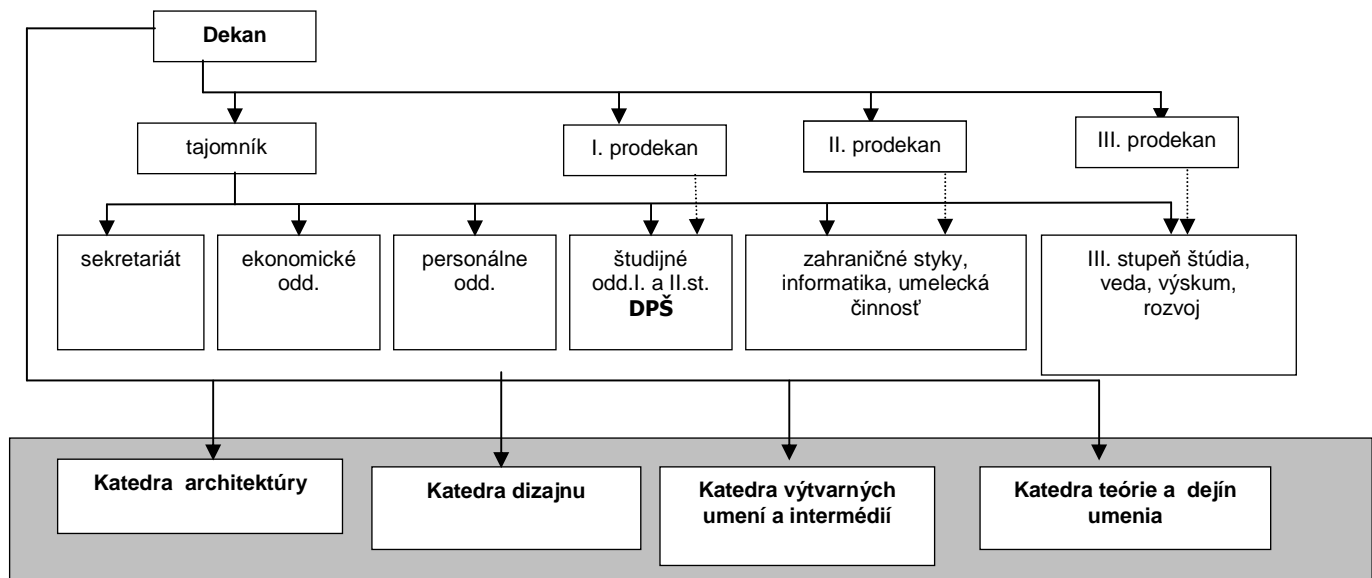 Dekan
tajomník
I. prodekan
II. prodekan
III. prodekan
sekretariát
ekonomické
odd.
personálne
odd.
študijné
odd.I. a II.st.
DPŠ
zahraničné styky,
informatika, umelecká
činnosť
III. stupeň štúdia,
veda, výskum,
rozvoj
Katedra architektúry
Katedra dizajnu
Katedra výtvarných
umení a intermédií
Katedra teórie a dejín
umenia